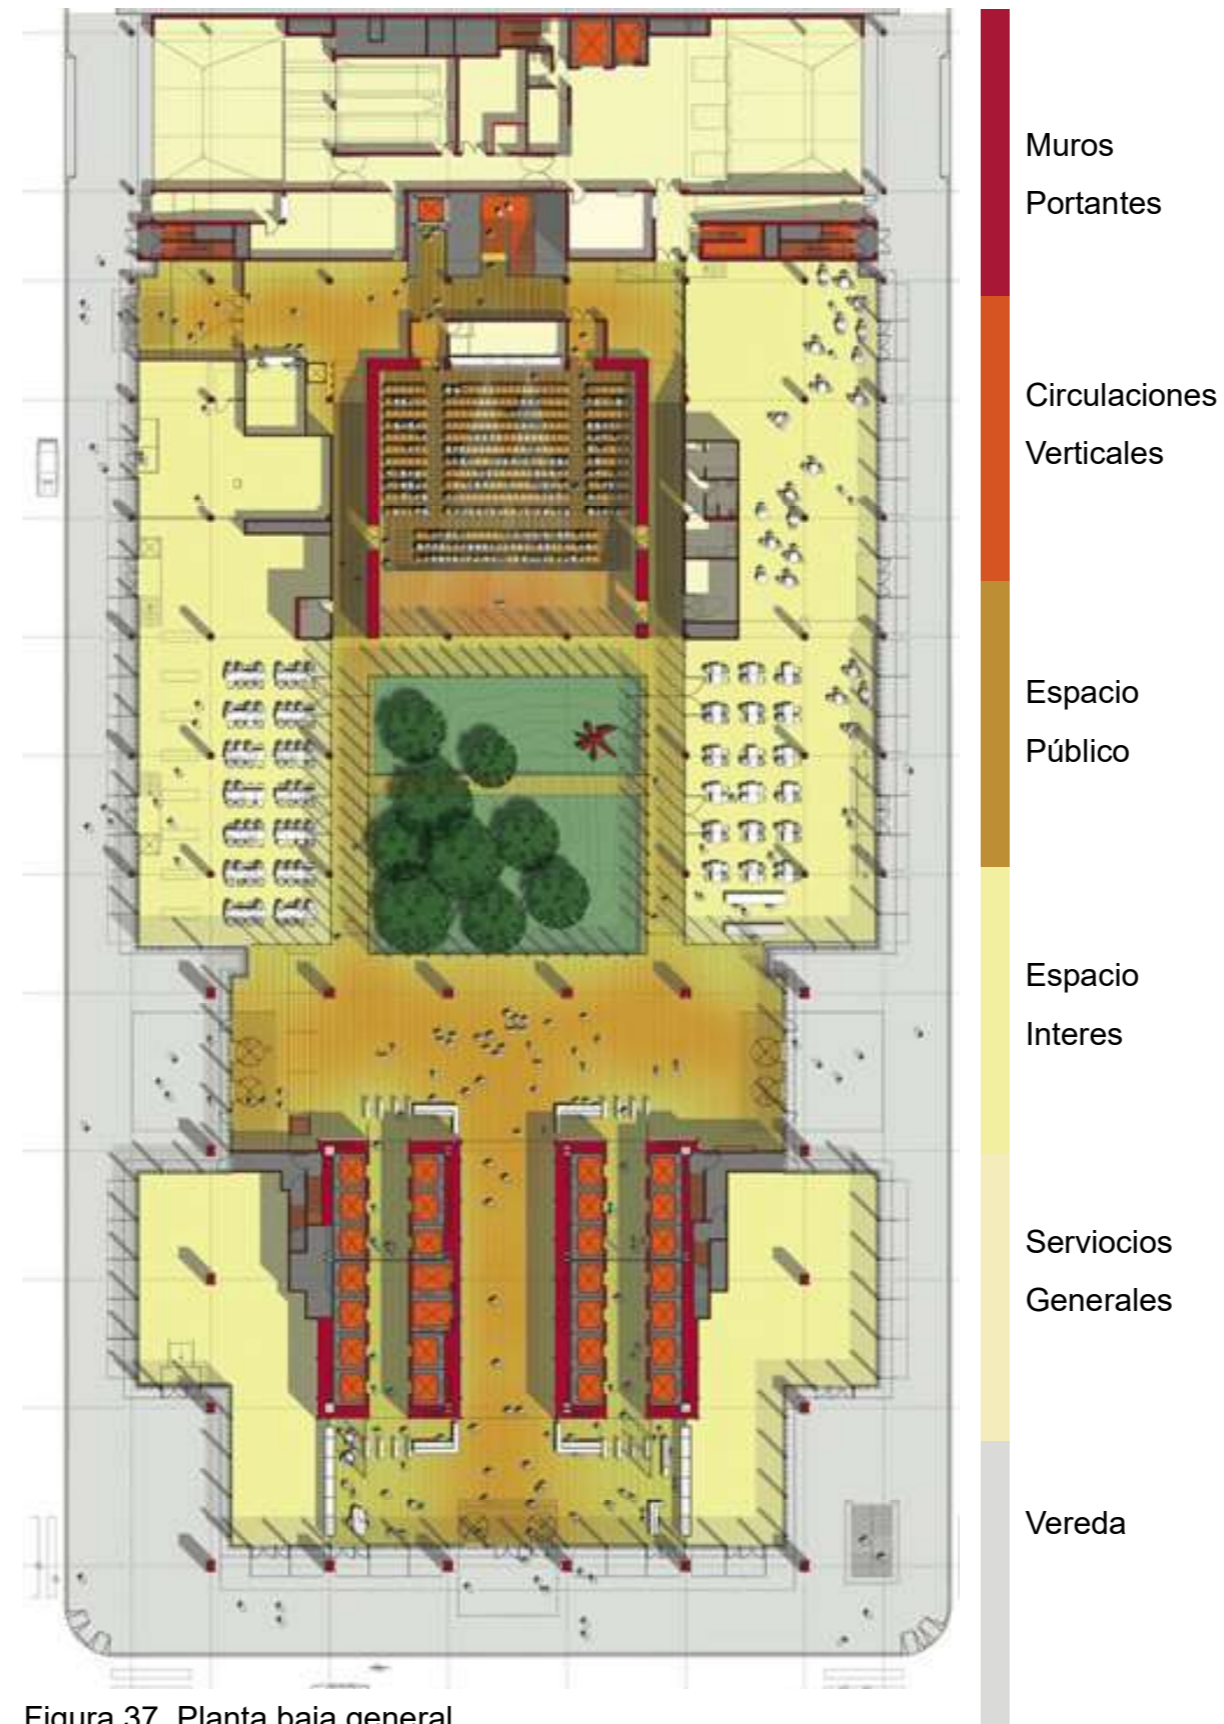 Muros
Portantes
Circulaciones
Verticales
Espacio
Público
Espacio
Interes
Serviocios
Generales
Vereda
Figura 37. Planta baja general